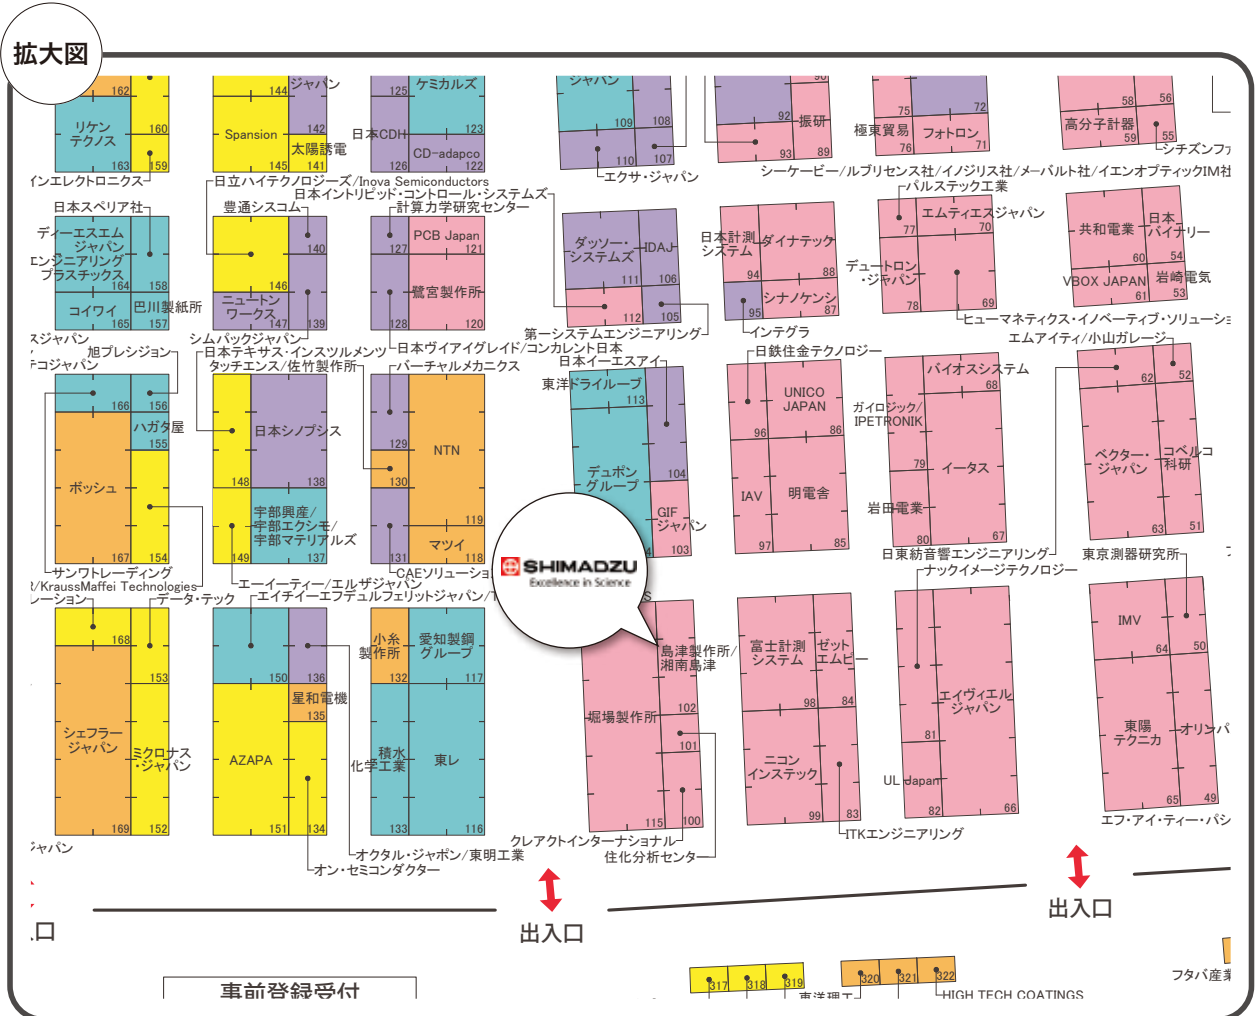 拡大図
162
160
リケン
テクノス
163
159
インエレクトロニクス
144
ジャパン
142
Spansion
太陽誘電
145
141
125
ケミカルズ
日本CDH
123
CD-adapco
126
122
ジャパン
109
108
110
107
エクサ・ジャパン
90
92
振研
93
89
75
72
極東貿易
フォトロン
76
71
58
56
高分子計器
59
55
シチズンファ
シーケービー/ルブリセンス社/イノジリス社/メーバルト社/イエンオプティックIM社
日立ハイテクノロジーズ/Inova Semiconductors
日本イントリピッド・コントロール・システムズ
パルステック工業
日本スペリア社
豊通シスコム
計算力学研究センター
ディーエスエム
ジャパン
エンジニアリング
プラスチックス
164
158
コイワイ
165
巴川製紙所
157
スジャパン
140
146
ニュートン
ワークス
147
139
シムパックジャパン
127
PCB Japan
121
鷺宮製作所
128
120
日本ヴイアイグレイド/コンカレント日本
ダッソー・
システムズ
111
IDAJ
106
112
105
第一システムエンジニアリング
日本計測
システム
94
ダイナテック
88
シナノケンシ
95
87
インテグラ
77
エムティエスジャパン
70
デュートロン
・ジャパン
78
69
ヒューマネティクス・イノベーティブ・ソリューショ
共和電業
60
日本
バイナリー
54
VBOX JAPAN
61
岩崎電気
53
エムアイティ/小山ガレージ
旭プレシジョン
チコジャパン
日本テキサス・インスツルメンツ
タッチエンス/佐竹製作所
バーチャルメカニクス
日本イーエスアイ
日鉄住金テクノロジー
166
156
ハガタ屋
155
ボッシュ
167
154
サンワトレーディング
/KraussMaffei Technologies
日本シノプシス
148
138
宇部興産/
宇部エクシモ/
宇部マテリアルズ
149
137
エーイーティー/エルザジャパン
129
NTN
130
119
マツイ
131
118
CAEソリューショ
東洋ドライルーブ
113
デュポン
グループ
104
GIF
ジャパン
103
SHIMADZU
Excellence in Science
UNICO
JAPAN
96
86
IAV
明電舎
97
85
バイオスシステム
68
ガイロジック/
IPETRONIK
79
イータス
岩田電業
80
67
62
52
ベクター・
ジャパン
コベルコ
科研
63
51
日東紡音響エンジニアリング
東京測器研究所
ナックイメージテクノロジー
レーション
データ・テック
エイチイーエフデュルフェリットジャパン/T
168
153
シェフラー
ジャパン
ミクロナス
・ジャパン
169
152
ジャパン
150
136
星和電機
135
AZAPA
151
134
小糸
製作所
132
愛知製鋼
グループ
117
積水
化学工業
東レ
133
116
オクタル・ジャポン/東明工業
オン・セミコンダクター
島津製作所/
湘南島津
堀場製作所
102
101
115
100
クレアクトインターナショナル
住化分析センター
富士計測
システム
ゼット
エムピー
98
84
ニコン
インステック
99
83
ITKエンジニアリング
エイヴィエル
ジャパン
81
UL Japan
82
66
IMV
64
50
東陽
テクニカ
オリンパ
65
49
エフ・アイ・ティー・パシ
口
出入口
出入口
事前登録受付
317
318
319
320
321
322
東洋理工
HIGH TECH COATINGS
フタバ産業